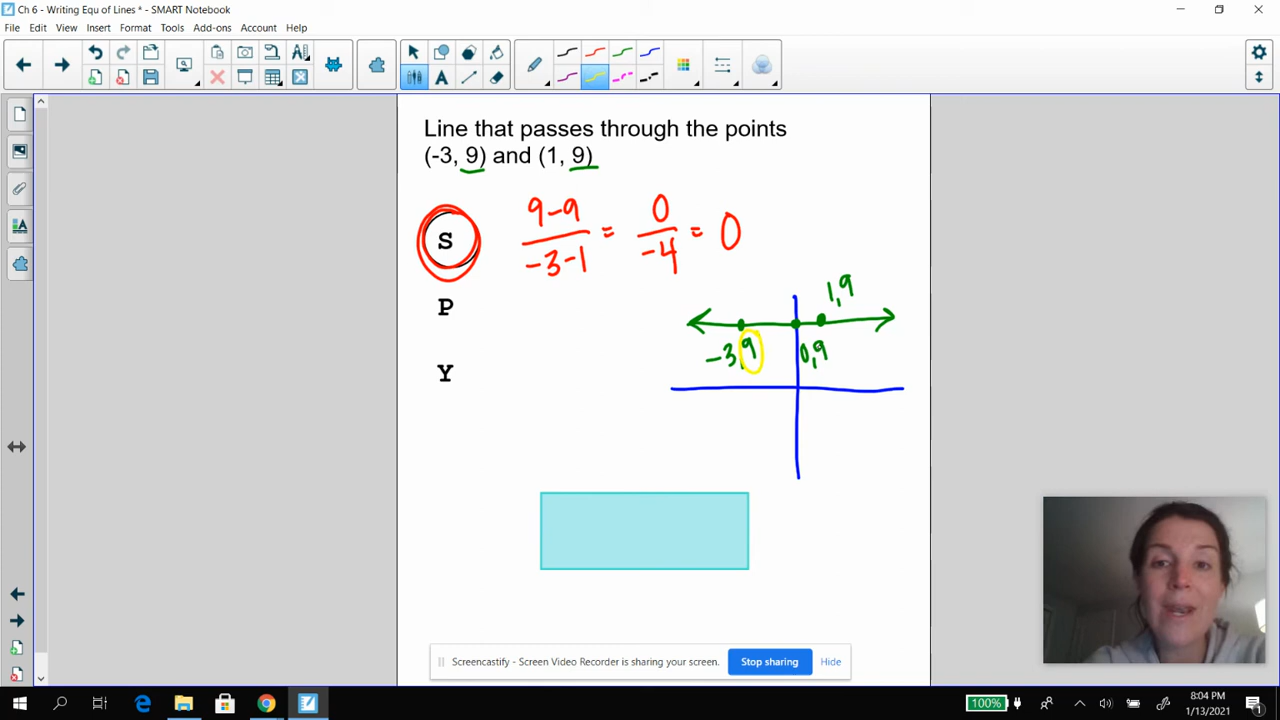 Ch 6 - Writing Equ of Lines * - SMART Notebook
File Edit View Insert Format Tools Add-ons Account Help
Line that passes through the points
(-3, 9) and (1, 9)
S
9-9
-3-1
=
0
-4
= 0
P
1,9
-3,9
0,9
Y
Screencastify - Screen Video Recorder is sharing your screen. Stop sharing Hide
100%
8:04 PM
1/13/2021
1